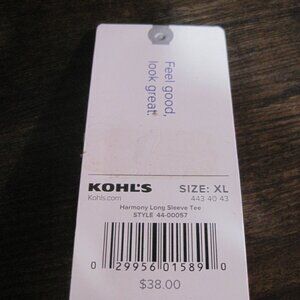 Feel good,
look great.
KOHL'S SIZE: XL
Kohls.com 443 40 43
Harmony Long Sleeve Tee
STYLE 44-00057
0 29956 01589 0
$38.00